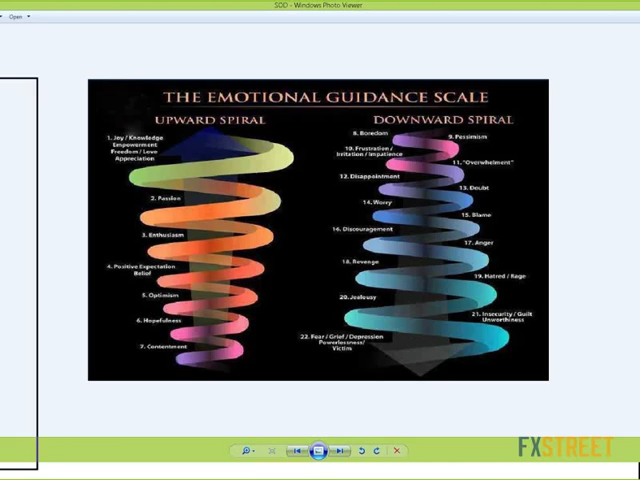 SOD - Windows Photo Viewer
Open
THE EMOTIONAL GUIDANCE SCALE
UPWARD SPIRAL
1. Joy / Knowledge
Empowerment
Freedom / Love
Appreciation
2. Passion
3. Enthusiasm
4. Positive Expectation
Belief
5. Optimism
6. Hopefulness
7. Contentment
DOWNWARD SPIRAL
8. Boredom
9. Pessimism
10. Frustration /
Irritation / Impatience
11. "Overwhelment"
12. Disappointment
13. Doubt
14. Worry
15. Blame
16. Discouragement
17. Anger
18. Revenge
19. Hatred / Rage
20. Jealousy
21. Insecurity / Guilt
Unworthiness
22. Fear / Grief / Depression
Powerlessness/
Victim
FXSTREET